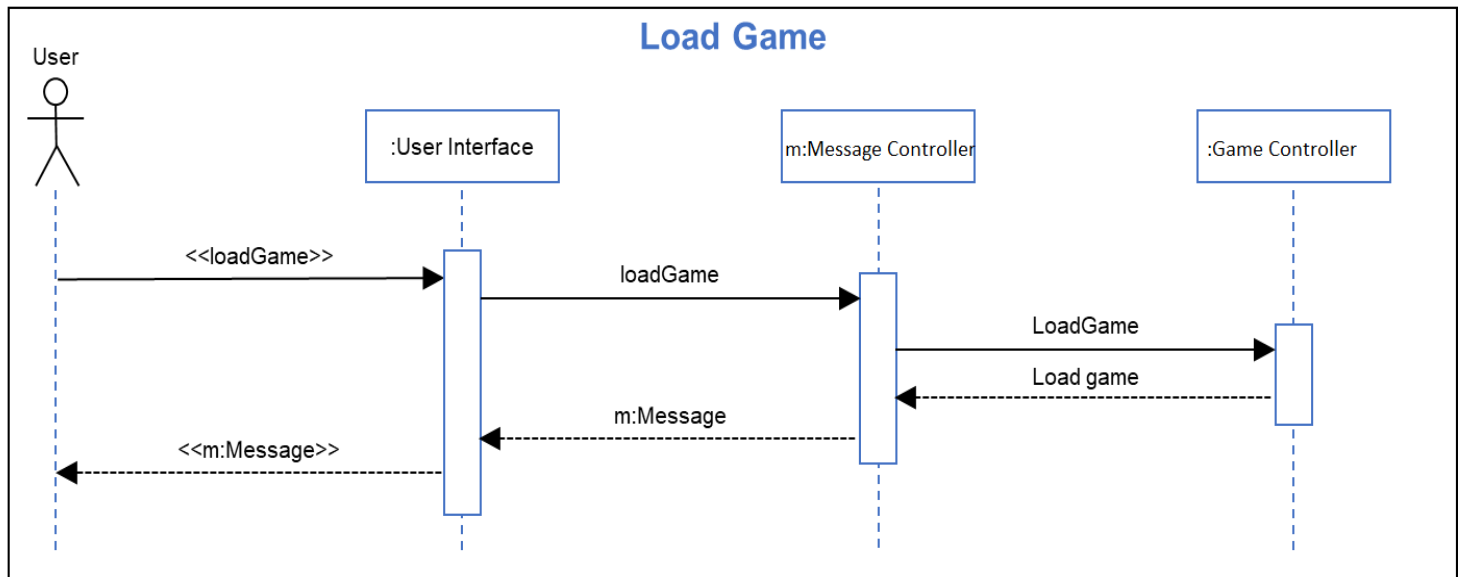 Load Game
User
:User Interface
m:Message Controller
:Game Controller
<<loadGame>>
loadGame
LoadGame
Load game
m:Message
<<m:Message>>